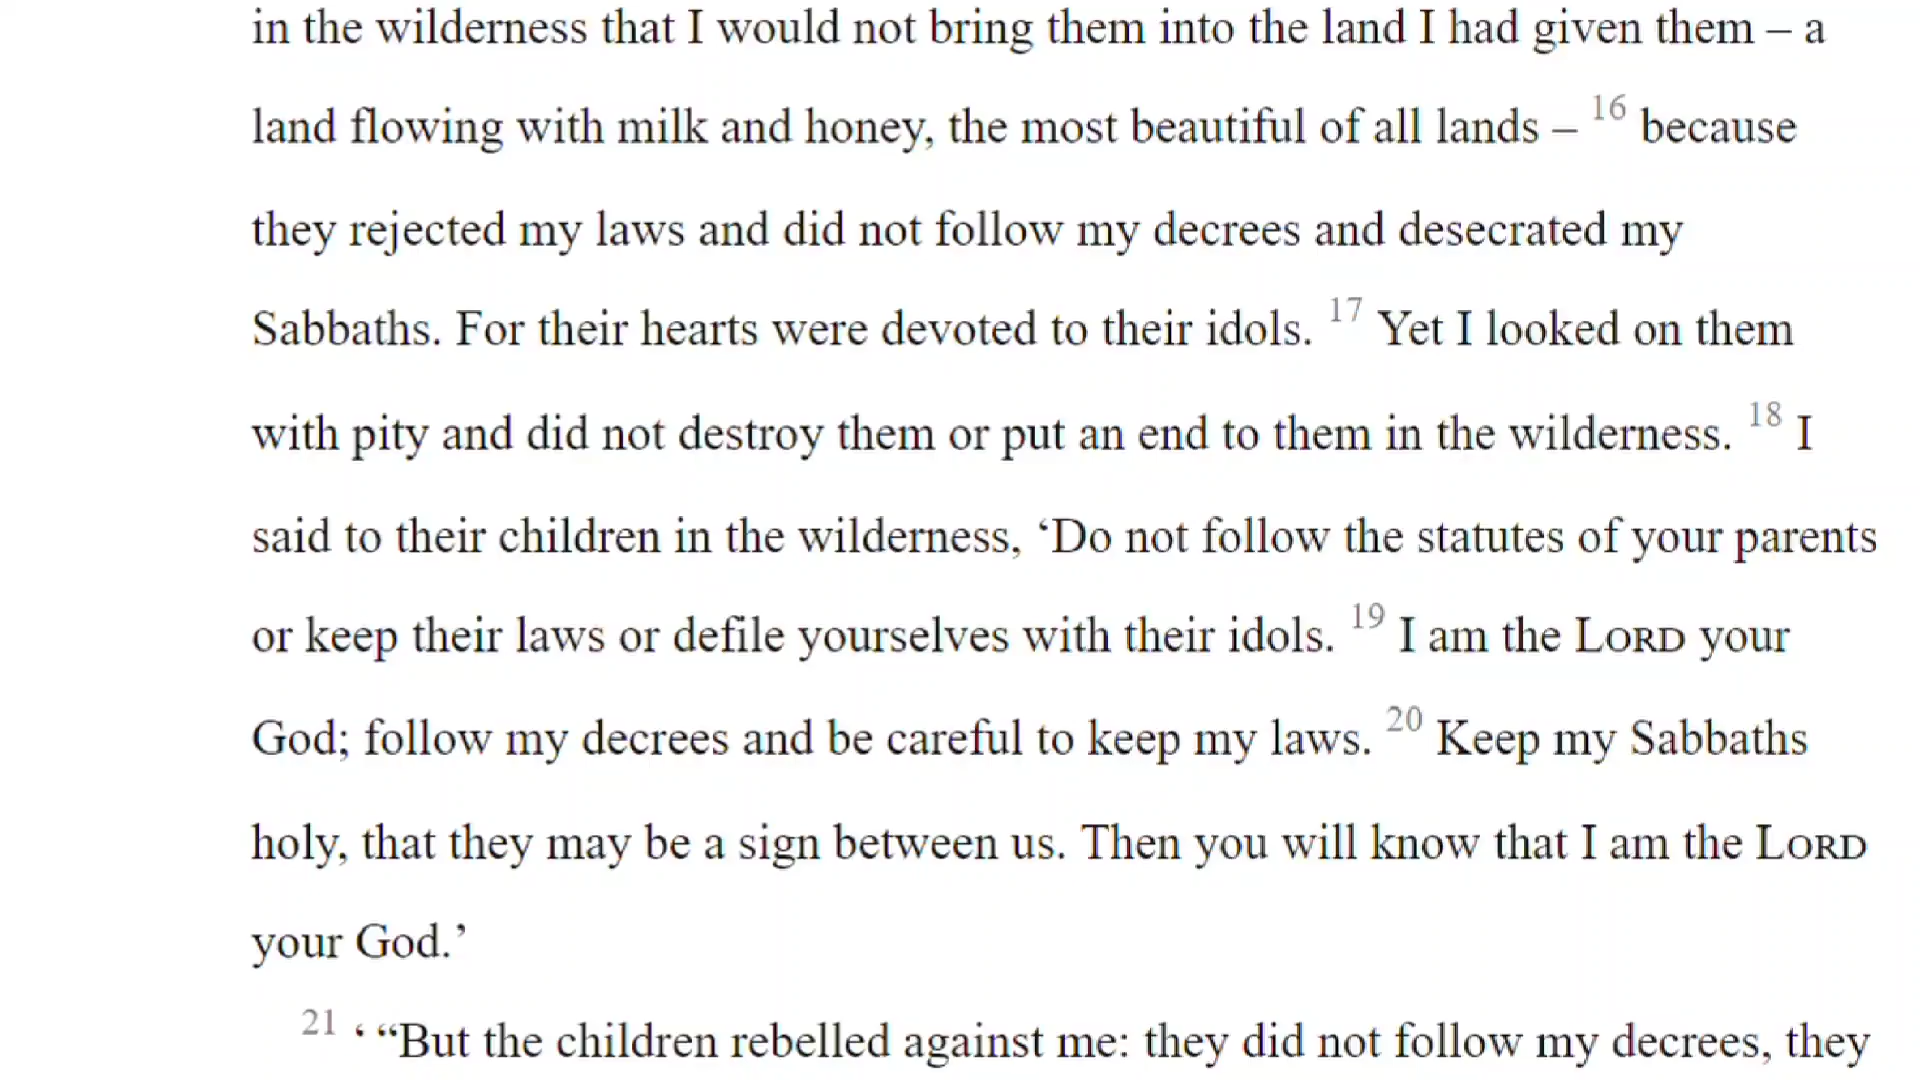 in the wilderness that I would not bring them into the land I had given them – a
land flowing with milk and honey, the most beautiful of all lands – 16 because
they rejected my laws and did not follow my decrees and desecrated my
Sabbaths. For their hearts were devoted to their idols. 17 Yet I looked on them
with pity and did not destroy them or put an end to them in the wilderness. 18 I
said to their children in the wilderness, ‘Do not follow the statutes of your parents
or keep their laws or defile yourselves with their idols. 19 I am the LORD your
God; follow my decrees and be careful to keep my laws. 20 Keep my Sabbaths
holy, that they may be a sign between us. Then you will know that I am the LORD
your God.’
21 ‘ “But the children rebelled against me: they did not follow my decrees, they